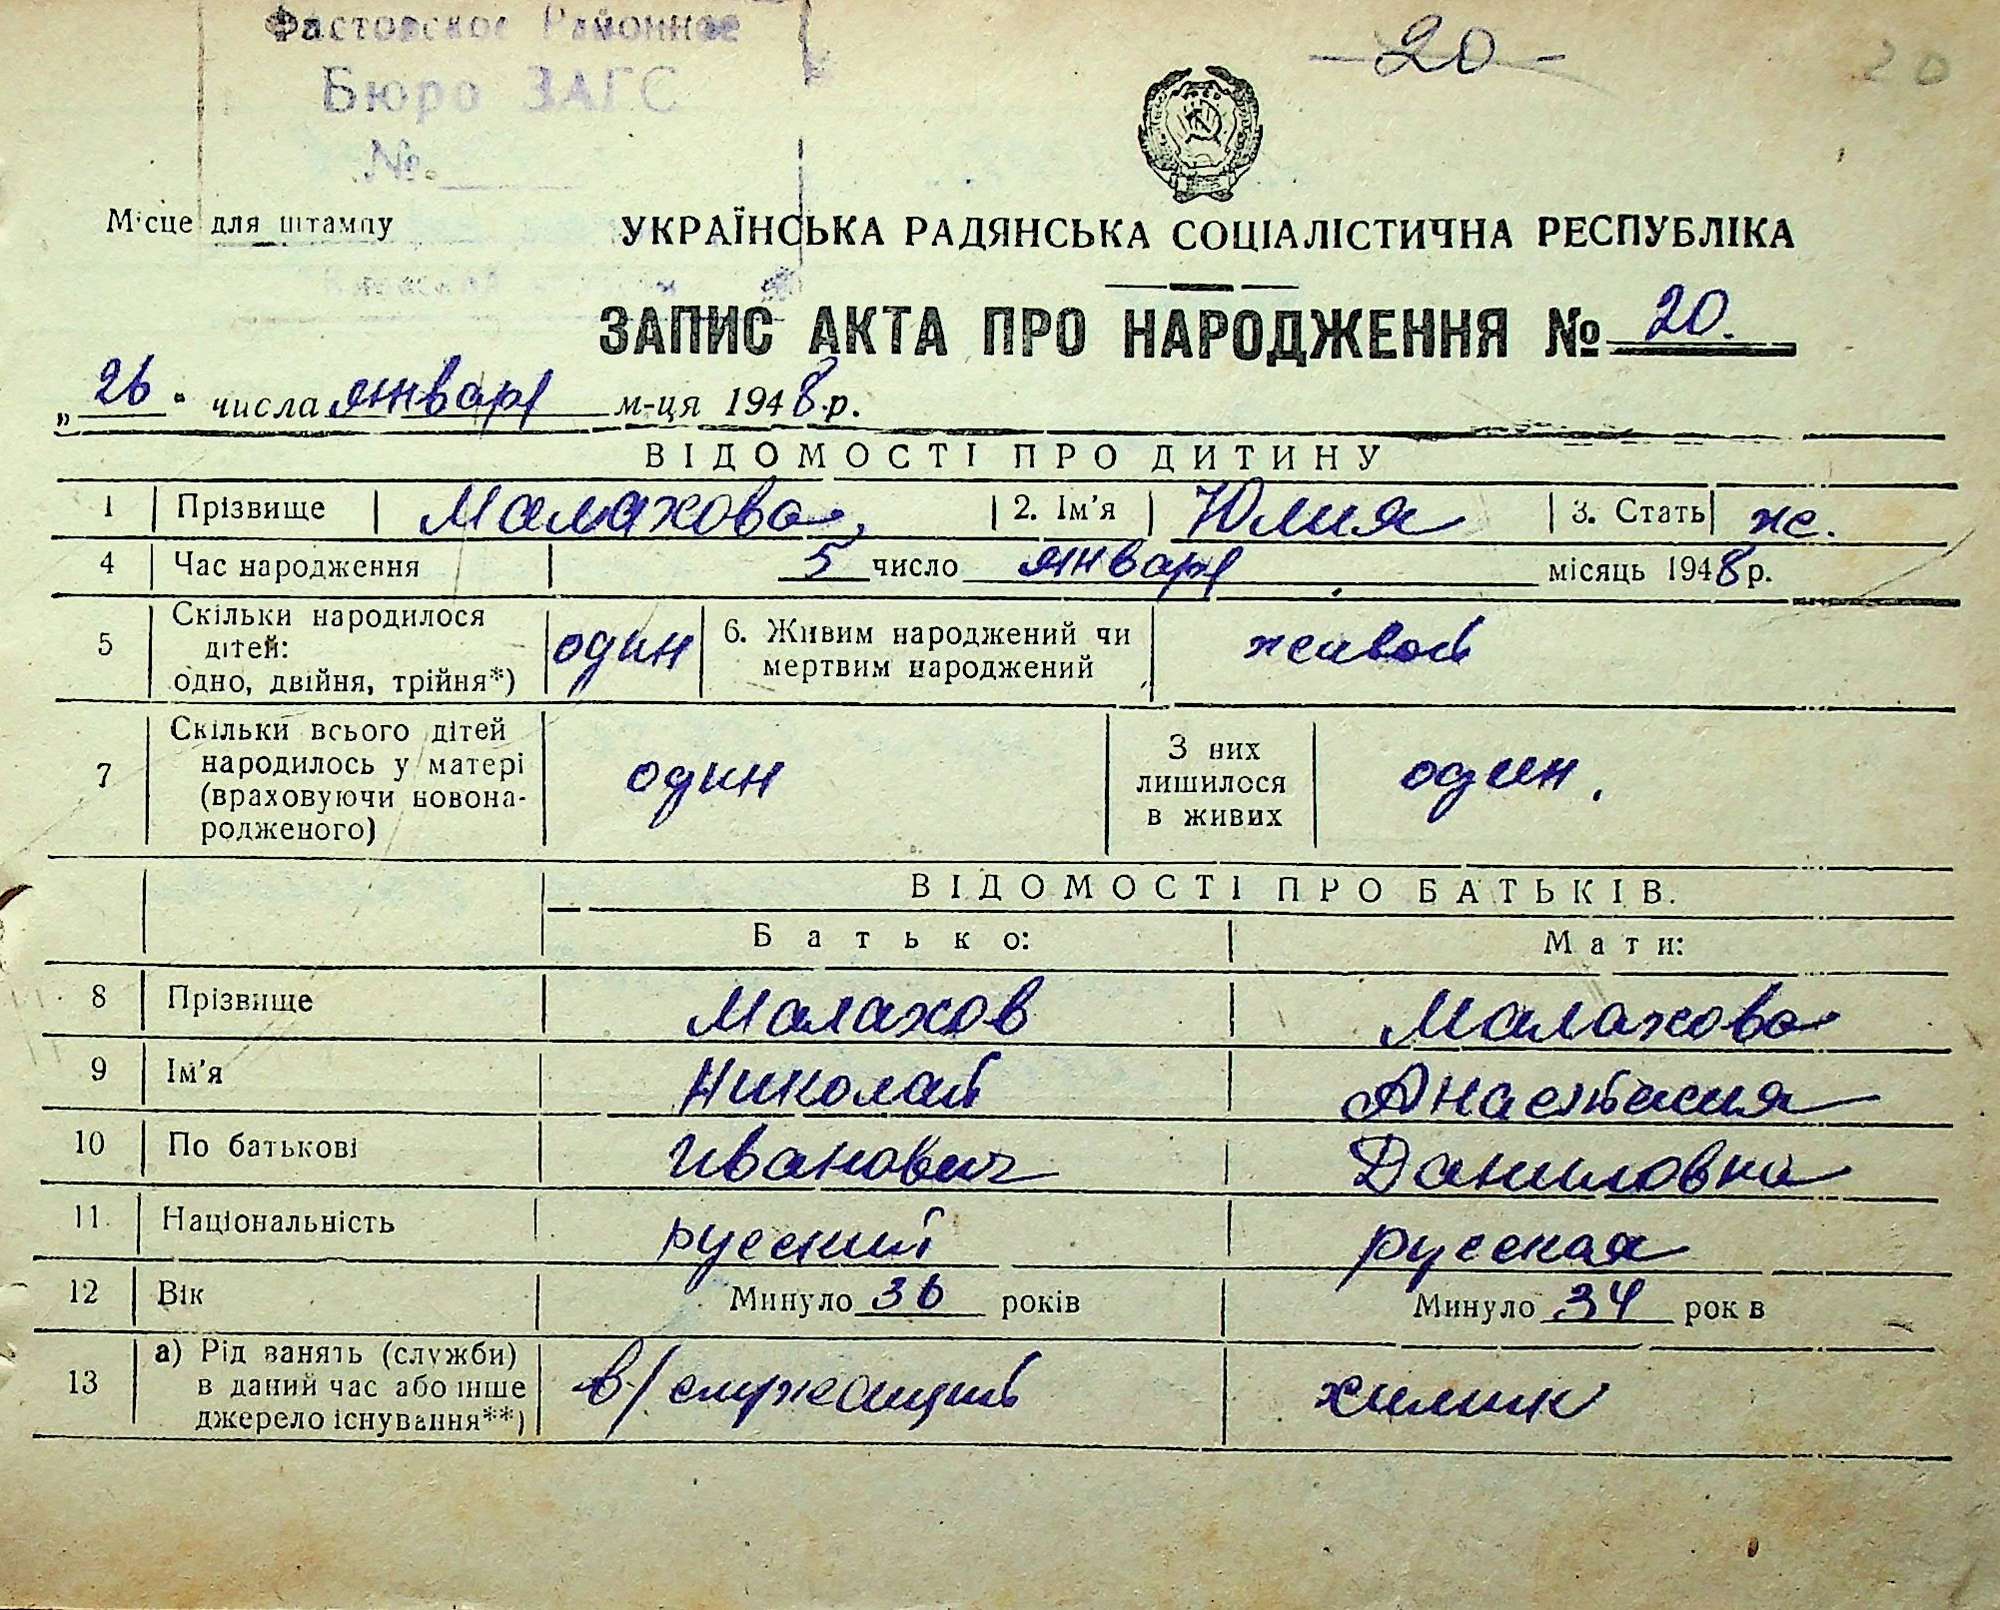 Фастовское Районное
Бюро ЗАГС
№
— 20 —
20
Місце для штампу
УКРАЇНСЬКА РАДЯНСЬКА СОЦІАЛІСТИЧНА РЕСПУБЛІКА
ЗАПИС АКТА ПРО НАРОДЖЕННЯ № 20.
„26" числа января м-ця 1948 р.
ВІДОМОСТІ ПРО ДИТИНУ
1 Прізвище Малахова, 2. Ім'я Юлия 3. Стать ж.
4 Час народження 5 число января місяць 1948 р.
5 Скільки народилося дітей: одно, двійня, трійня*) один 6. Живим народжений чи мертвим народжений живой
7 Скільки всього дітей народилось у матері (враховуючи новонародженого) один З них лишилося в живих один.
ВІДОМОСТІ ПРО БАТЬКІВ.
Батько: Мати:
8 Прізвище Малахов Малахова
9 Ім'я Николай Анастасия
10 По батькові Иванович Даниловна
11 Національність русский русская
12 Вік Минуло 36 років Минуло 34 рок в
13 а) Рід занять (служби) в даний час або інше джерело існування**) в/служащий химик